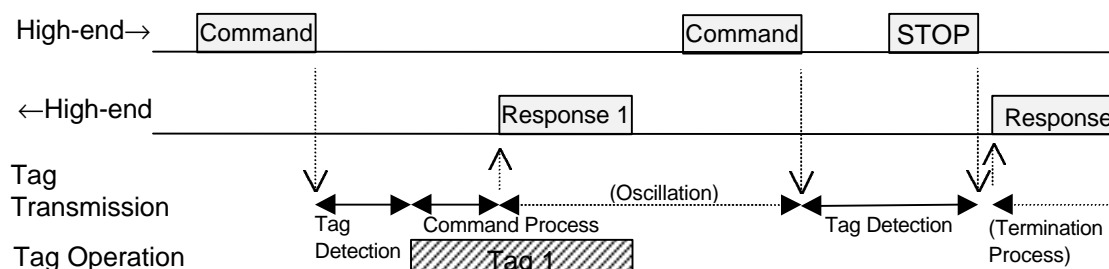 High-end→ Command Command STOP
←High-end Response 1 Response
Tag
Transmission
(Oscillation)
Tag
Detection
Command Process
Tag Detection
(Termination
Process)
Tag Operation Tag 1